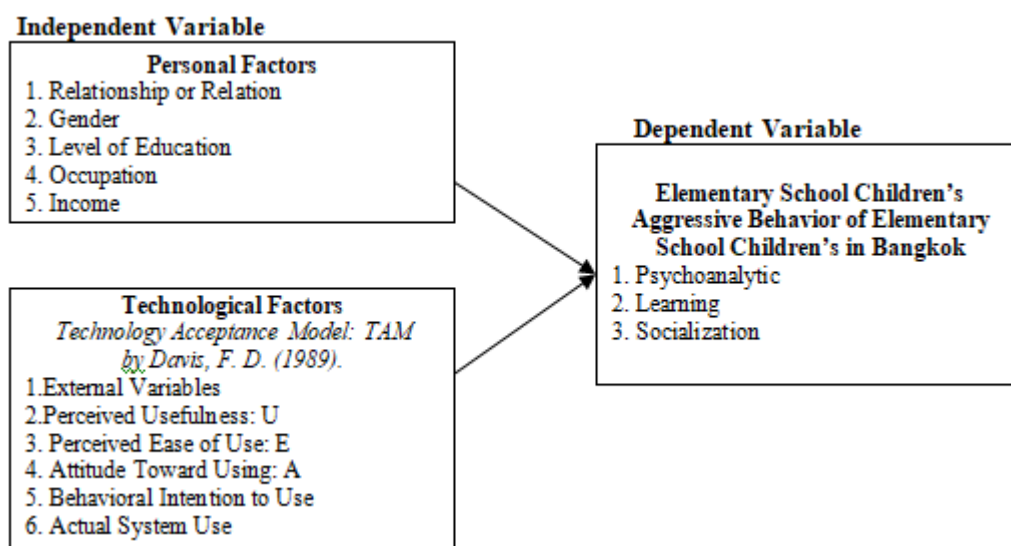 Independent Variable
Personal Factors
1. Relationship or Relation
2. Gender
3. Level of Education
4. Occupation
5. Income
Technological Factors
Technology Acceptance Model: TAM
by Davis, F. D. (1989).
1.External Variables
2.Perceived Usefulness: U
3. Perceived Ease of Use: E
4. Attitude Toward Using: A
5. Behavioral Intention to Use
6. Actual System Use
Dependent Variable
Elementary School Children’s
Aggressive Behavior of Elementary
School Children’s in Bangkok
1. Psychoanalytic
2. Learning
3. Socialization